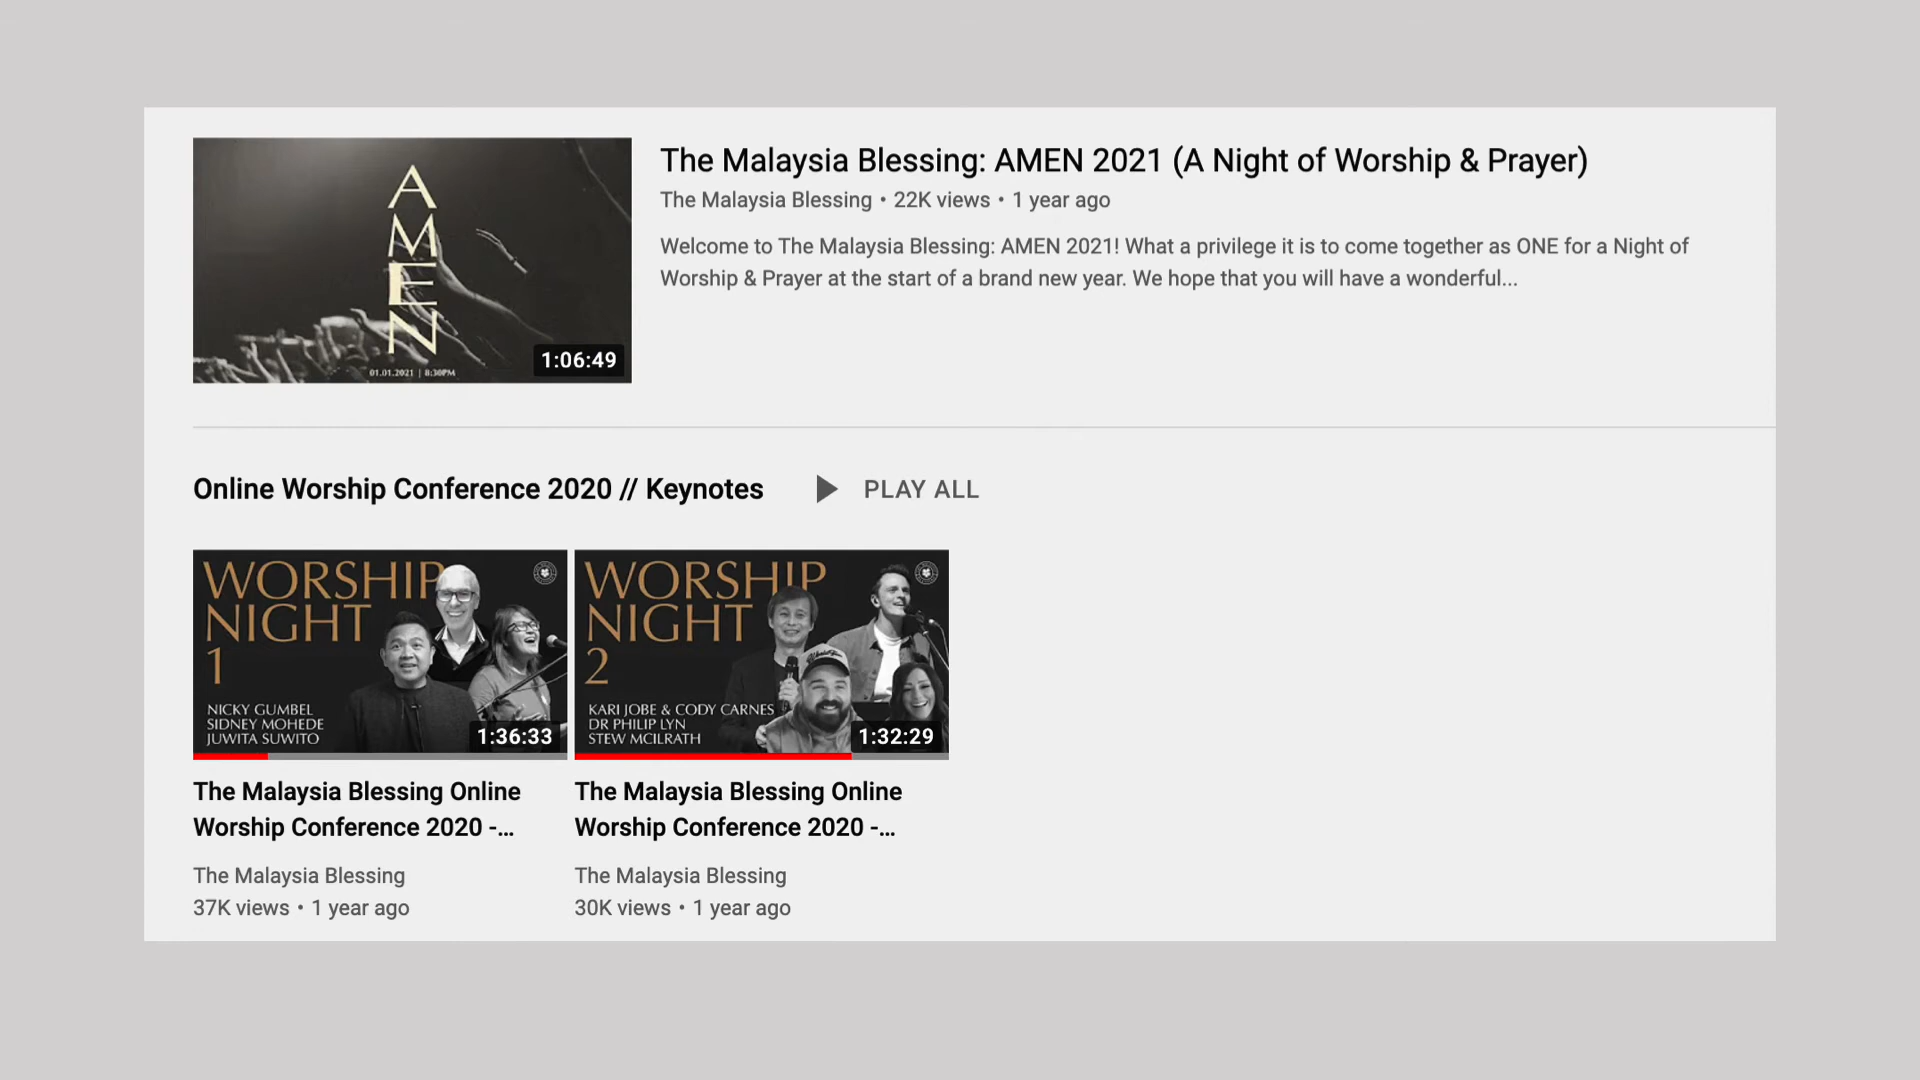 AMEN
01.01.2021 | 8:30PM
1:06:49
The Malaysia Blessing: AMEN 2021 (A Night of Worship & Prayer)
The Malaysia Blessing • 22K views • 1 year ago
Welcome to The Malaysia Blessing: AMEN 2021! What a privilege it is to come together as ONE for a Night of
Worship & Prayer at the start of a brand new year. We hope that you will have a wonderful...
Online Worship Conference 2020 // Keynotes
PLAY ALL
WORSHIP
NIGHT
1
NICKY GUMBEL
SIDNEY MOHEDE
JUWITA SUWITO
1:36:33
The Malaysia Blessing Online
Worship Conference 2020 -...
The Malaysia Blessing
37K views • 1 year ago
WORSHIP
NIGHT
2
KARI JOBE & CODY CARNES
DR PHILIP LYN
STEW MCILRATH
1:32:29
The Malaysia Blessing Online
Worship Conference 2020 -...
The Malaysia Blessing
30K views • 1 year ago